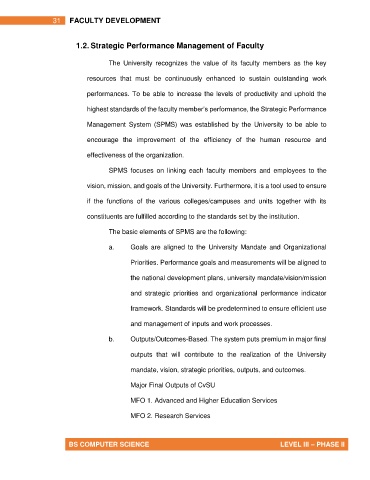 31 FACULTY DEVELOPMENT
1.2. Strategic Performance Management of Faculty
The University recognizes the value of its faculty members as the key
resources that must be continuously enhanced to sustain outstanding work
performances. To be able to increase the levels of productivity and uphold the
highest standards of the faculty member's performance, the Strategic Performance
Management System (SPMS) was established by the University to be able to
encourage the improvement of the efficiency of the human resource and
effectiveness of the organization.
SPMS focuses on linking each faculty members and employees to the
vision, mission, and goals of the University. Furthermore, it is a tool used to ensure
if the functions of the various colleges/campuses and units together with its
constituents are fulfilled according to the standards set by the institution.
The basic elements of SPMS are the following:
a. Goals are aligned to the University Mandate and Organizational
Priorities. Performance goals and measurements will be aligned to
the national development plans, university mandate/vision/mission
and strategic priorities and organizational performance indicator
framework. Standards will be predetermined to ensure efficient use
and management of inputs and work processes.
b. Outputs/Outcomes-Based. The system puts premium in major final
outputs that will contribute to the realization of the University
mandate, vision, strategic priorities, outputs, and outcomes.
Major Final Outputs of CvSU
MFO 1. Advanced and Higher Education Services
MFO 2. Research Services
BS COMPUTER SCIENCE LEVEL III – PHASE II